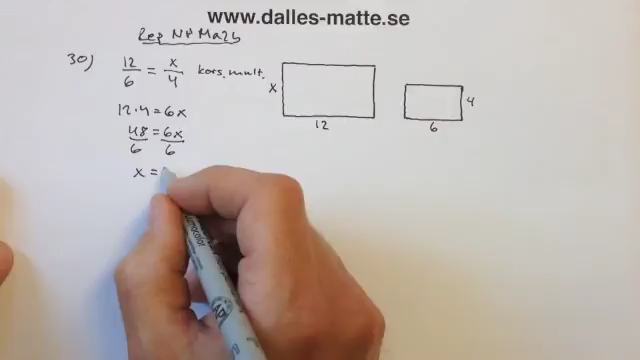 www.dalles-matte.se
Rep NP Ma2b
30)
12/6 = x/4 kors.mult.
12·4 = 6x
48/6 = 6x/6
x =
x
12
4
6